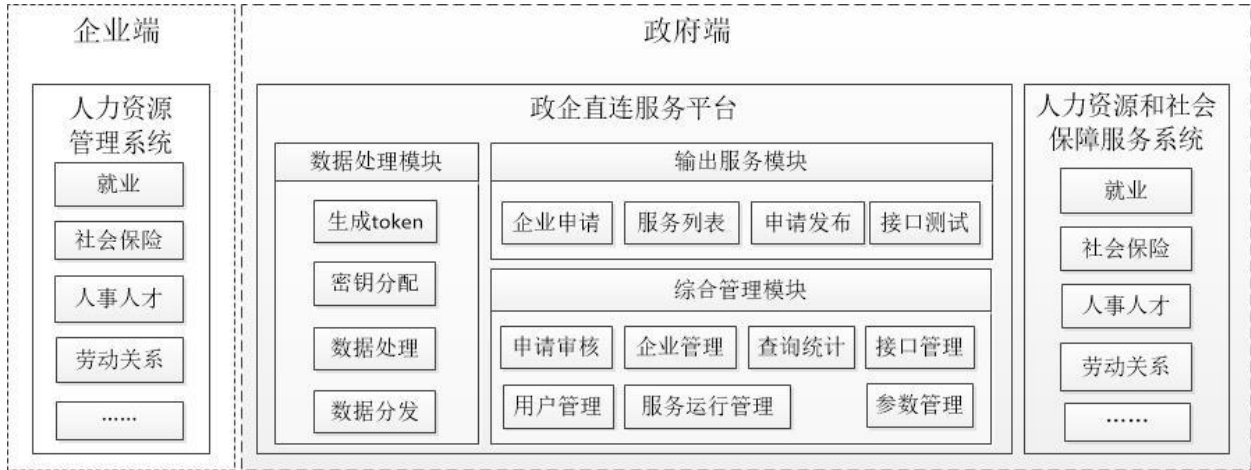 企业端
人力资源
管理系统
就业
社会保险
人事人才
劳动关系
……
政府端
政企直连服务平台
数据处理模块
生成token
密钥分配
数据处理
数据分发
输出服务模块
企业申请 服务列表 申请发布 接口测试
综合管理模块
申请审核 企业管理 查询统计 接口管理
用户管理 服务运行管理 参数管理
人力资源和社会
保障服务系统
就业
社会保险
人事人才
劳动关系
……